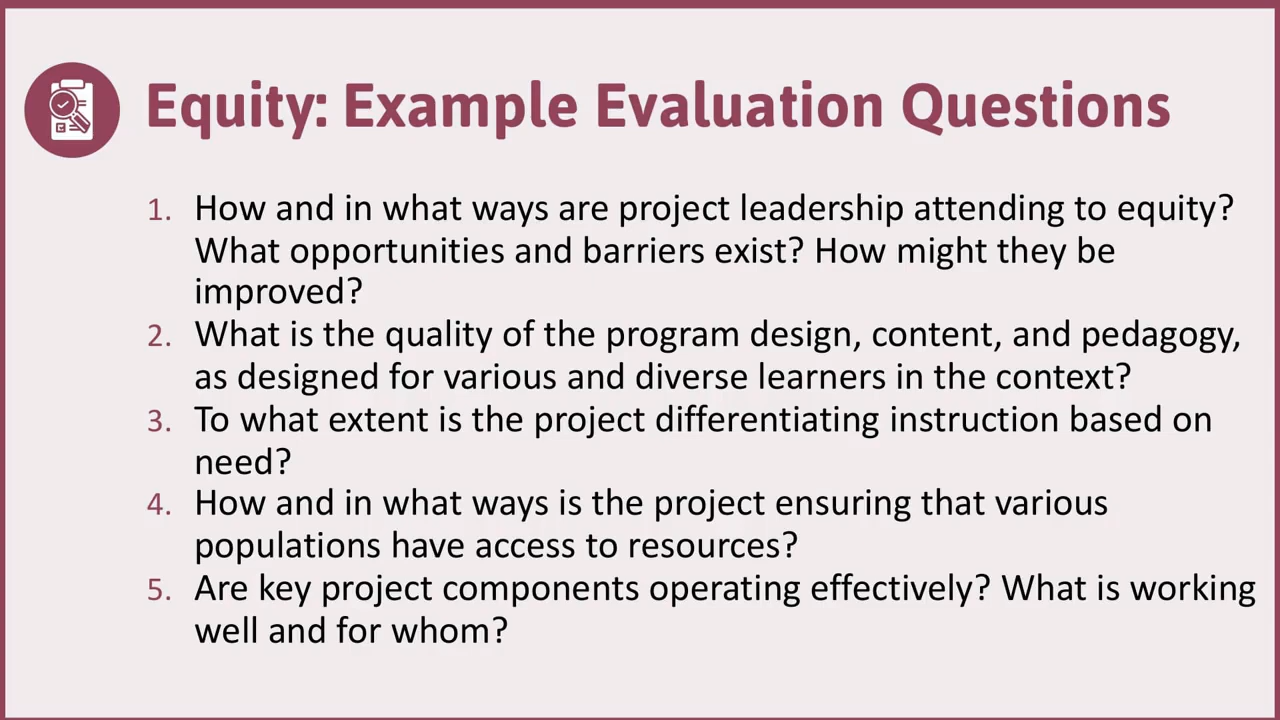 Equity: Example Evaluation Questions
1. How and in what ways are project leadership attending to equity?
What opportunities and barriers exist? How might they be
improved?
2. What is the quality of the program design, content, and pedagogy,
as designed for various and diverse learners in the context?
3. To what extent is the project differentiating instruction based on
need?
4. How and in what ways is the project ensuring that various
populations have access to resources?
5. Are key project components operating effectively? What is working
well and for whom?